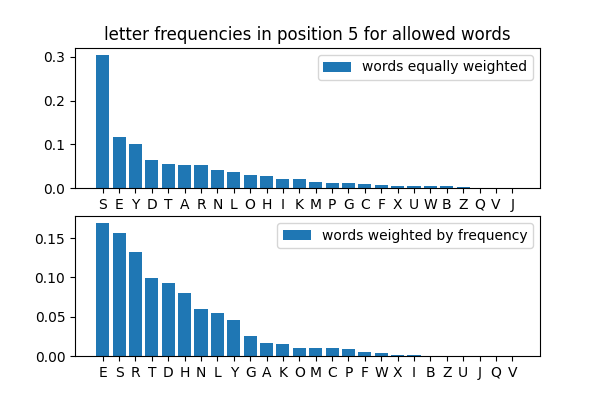 letter frequencies in position 5 for allowed words
0.3
0.2
0.1
0.0
words equally weighted
S E Y D T A R N L O H I K M P G C F X U W B Z Q V J
0.15
0.10
0.05
0.00
words weighted by frequency
E S R T D H N L Y G A K O M C P F W X I B Z U J Q V